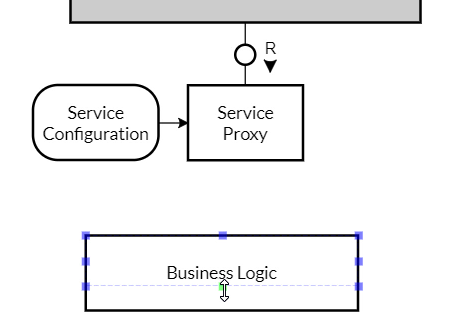 R
Service
Configuration
Service
Proxy
Business Logic